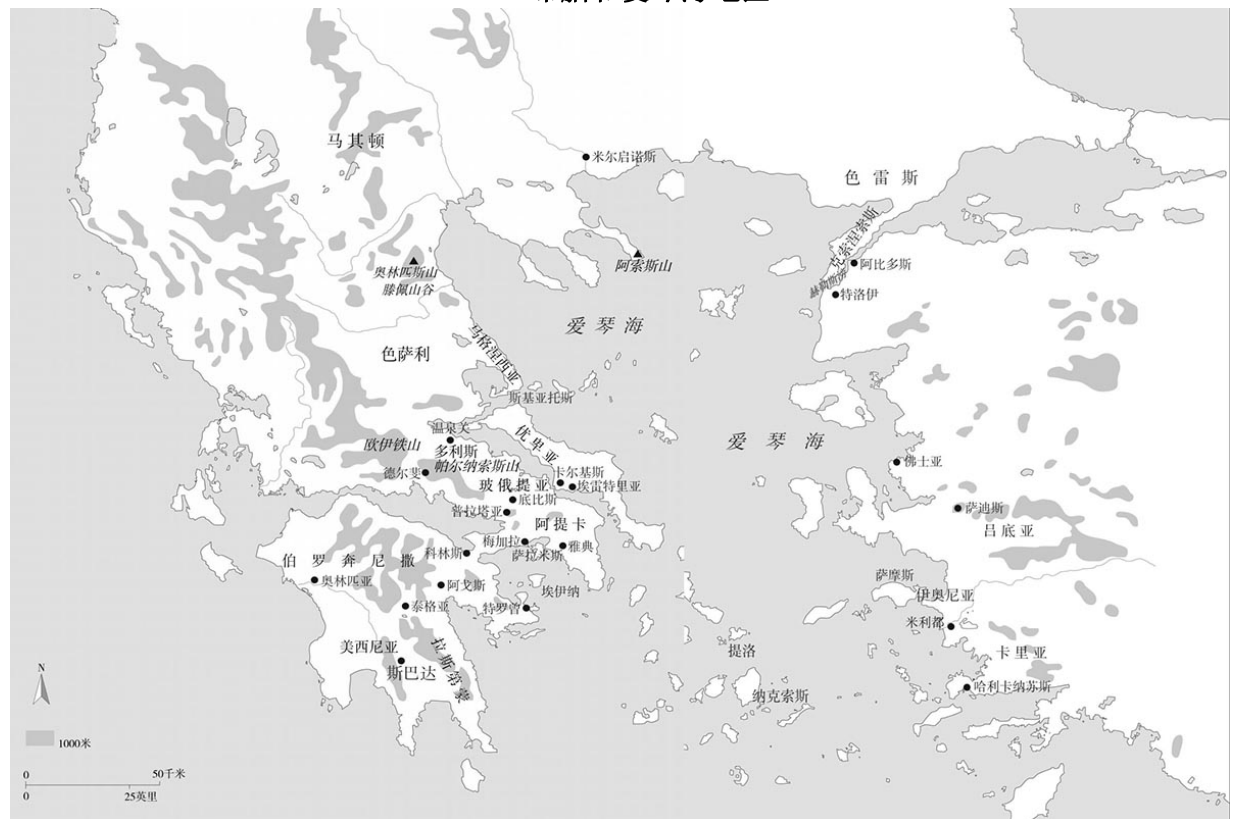 马其顿
米尔启诺斯
色雷斯
克索涅索斯
阿比多斯
特洛伊
奥林匹斯山
滕佩山谷
阿索斯山
爱琴海
马格涅西亚
色萨利
斯基亚托斯
温泉关
优卑亚
欧伊铁山
多利斯
帕尔纳索斯山
德尔斐
卡尔基斯
埃雷特里亚
玻俄提亚
底比斯
普拉塔亚
阿提卡
爱琴海
佛士亚
萨迪斯
吕底亚
梅加拉
萨拉米斯
雅典
科林斯
伯罗奔尼撒
奥林匹亚
阿戈斯
埃伊纳
泰格亚
特罗曾
萨摩斯
伊奥尼亚
米利都
美西尼亚
斯巴达
拉斯第蒙
提洛
纳克索斯
卡里亚
哈利卡纳苏斯
N
1000米
0
50千米
0
25英里